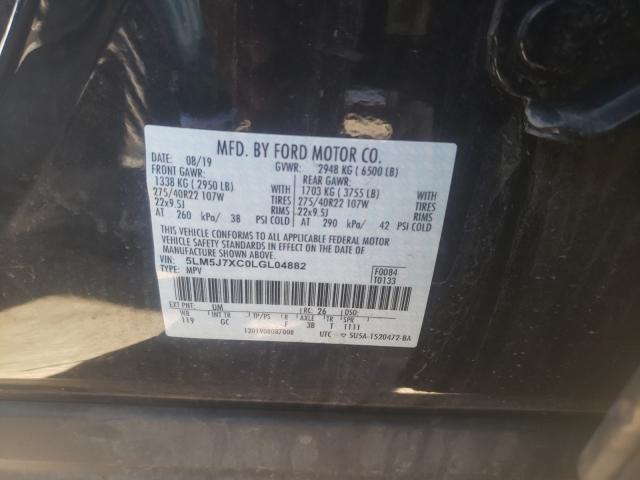 MFD. BY FORD MOTOR CO.
DATE: 08/19 GVWR: 2948 KG ( 6500 LB)
FRONT GAWR: REAR GAWR:
1338 KG ( 2950 LB) WITH 1703 KG ( 3755 LB) WITH
275/40R22 107W TIRES 275/40R22 107W TIRES
22x9.5J RIMS 22x9.5J RIMS
AT 260 kPa/ 38 PSI COLD AT 290 kPa/ 42 PSI COLD
THIS VEHICLE CONFORMS TO ALL APPLICABLE FEDERAL MOTOR
VEHICLE SAFETY STANDARDS IN EFFECT ON THE DATE OF
MANUFACTURE SHOWN ABOVE.
VIN: 5LM5J7XC0LGL04882 F0084
TYPE: MPV T0133
EXT PNT: UM RC: 26 DSO:
WB INT TR TP/PS R AXLE TR SPR
119 GC F 3B T 1111
UTC 5U5A-1520472-BA